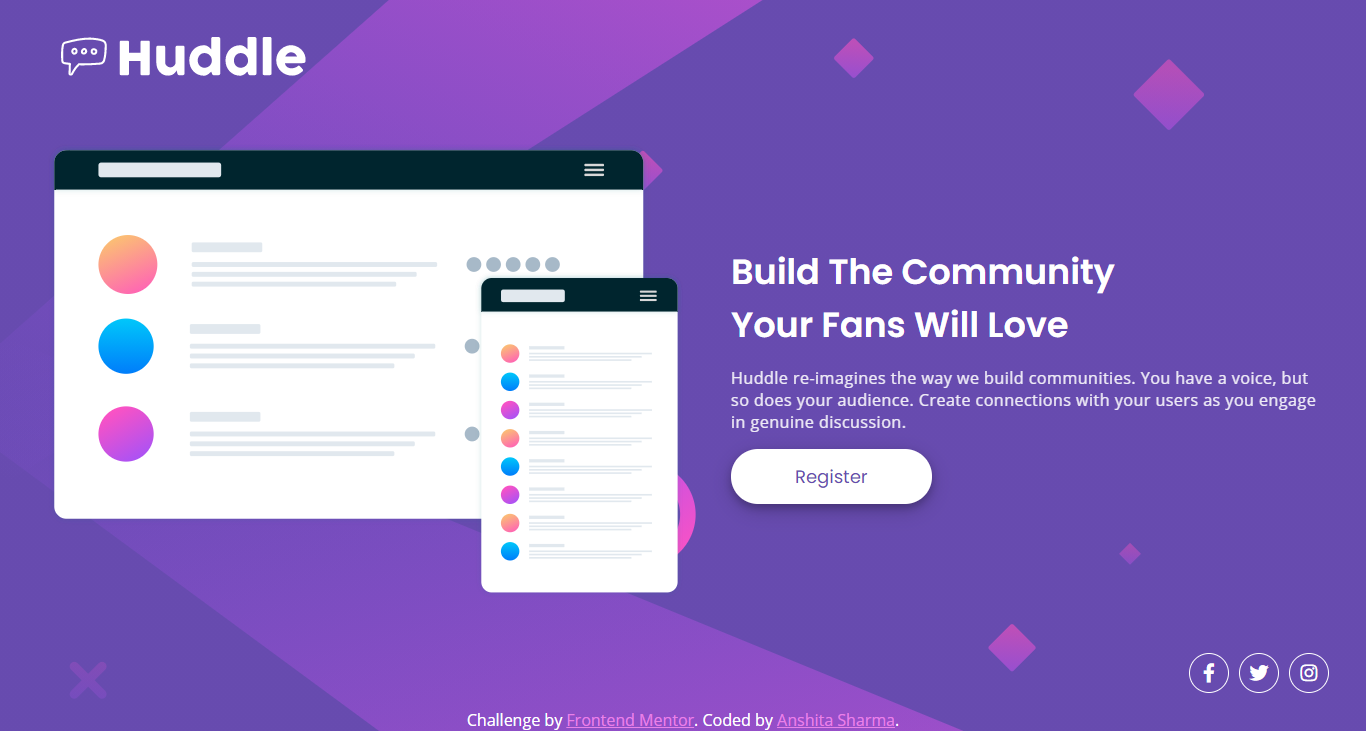 Huddle
Build The Community
Your Fans Will Love
Huddle re-imagines the way we build communities. You have a voice, but
so does your audience. Create connections with your users as you engage
in genuine discussion.
Register
Challenge by Frontend Mentor. Coded by Anshita Sharma.